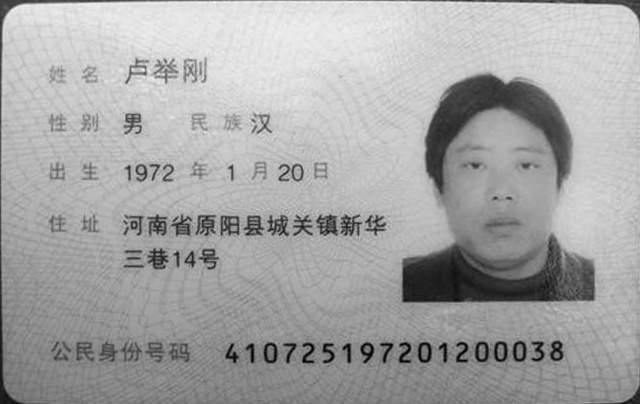 姓名 卢举刚
性别 男 民族 汉
出生 1972 年 1 月 20 日
住址 河南省原阳县城关镇新华
三巷14号
公民身份号码 410725197201200038